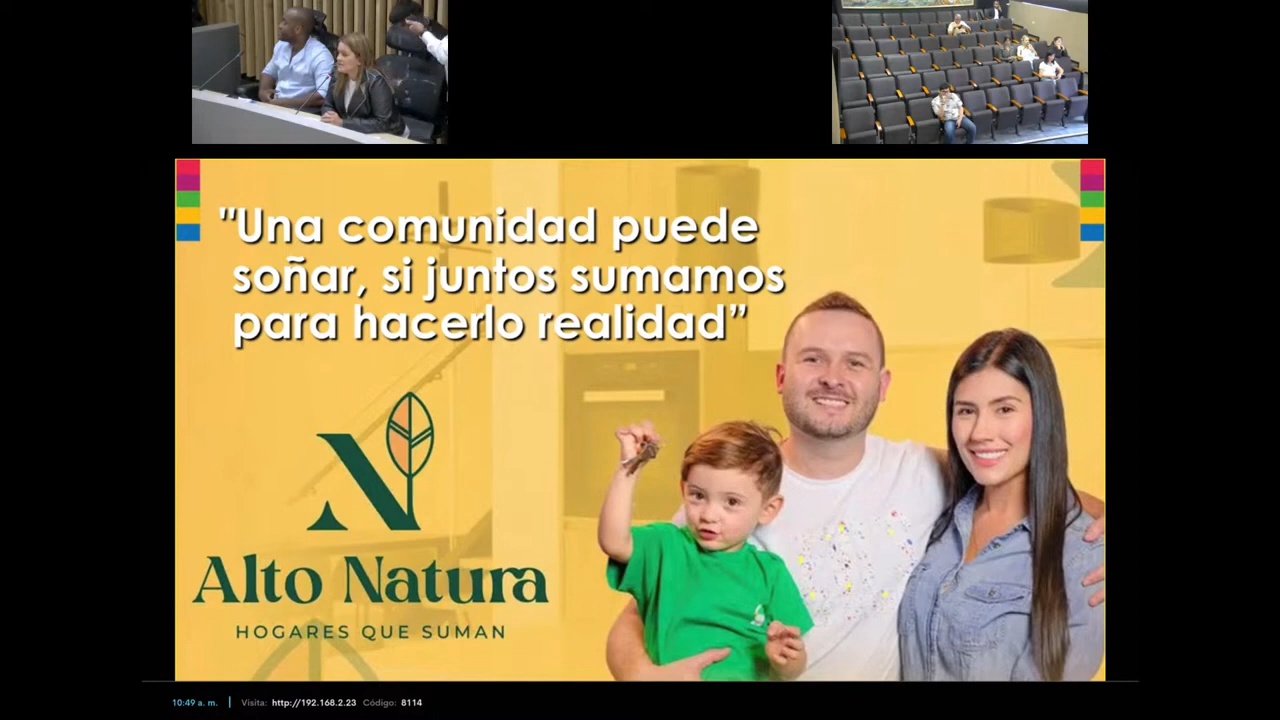 "Una comunidad puede
soñar, si juntos sumamos
para hacerlo realidad”
Alto Natura
HOGARES QUE SUMAN
10:49 a. m. | Visita: http://192.168.2.23 Código: 8114